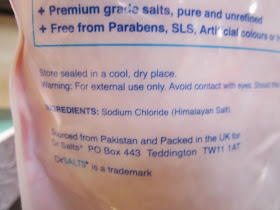 + Premium grade salts, pure and unrefined
+ Free from Parabens, SLS, Artificial colours or
Store sealed in a cool, dry place.
Warning: For external use only. Avoid contact with eyes. Should
INGREDIENTS: Sodium Chloride (Himalayan Salt)
Sourced from Pakistan and Packed in the UK for
Dr Salts® PO Box 443 Teddington TW11 1AT
DrSALTS® is a trademark